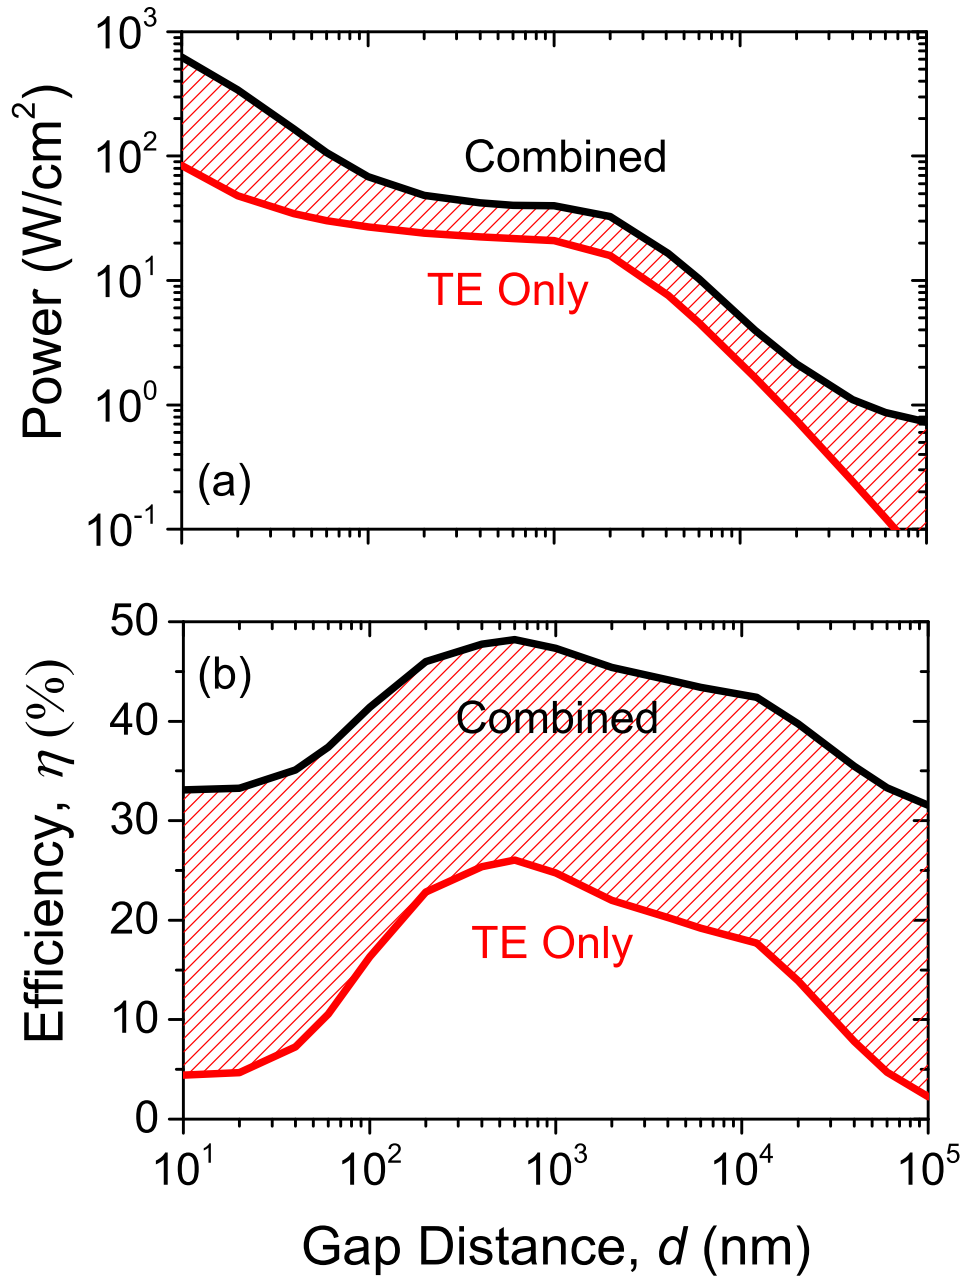 10³
10²
10¹
10⁰
10⁻¹
Power (W/cm²)
Combined
TE Only
(a)
50
40
30
20
10
0
Efficiency, η (%)
(b)
Combined
TE Only
10¹ 10² 10³ 10⁴ 10⁵
Gap Distance, d (nm)